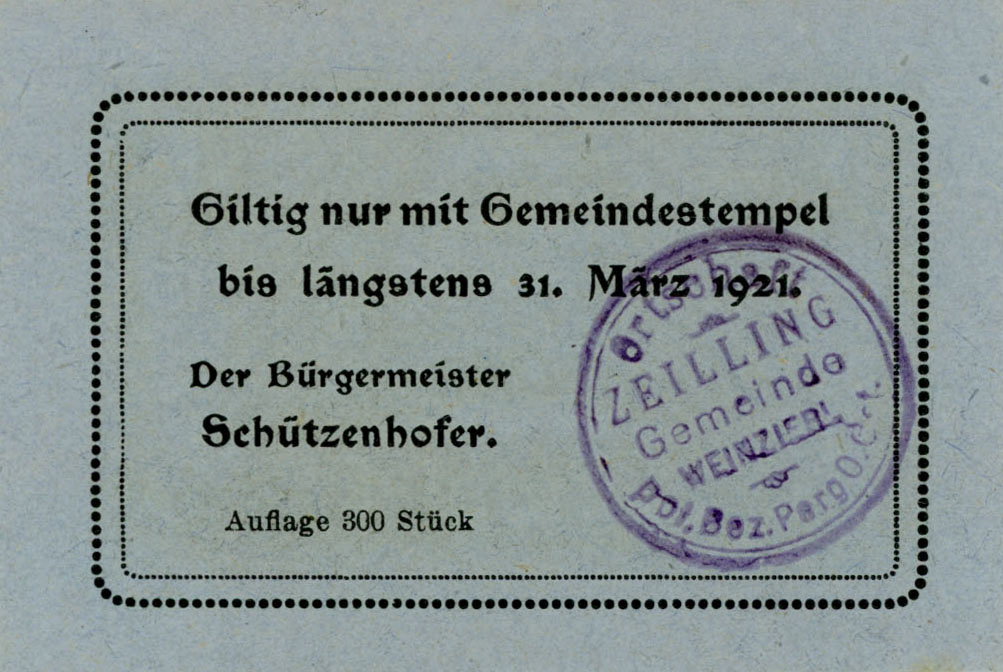 Giltig nur mit Gemeindestempel
bis längstens 31. März 1921.
Der Bürgermeister
Schützenhofer.
Auflage 300 Stück
Ortschaft
ZEILLING
Gemeinde
WEINZIERL
Bez. Perg